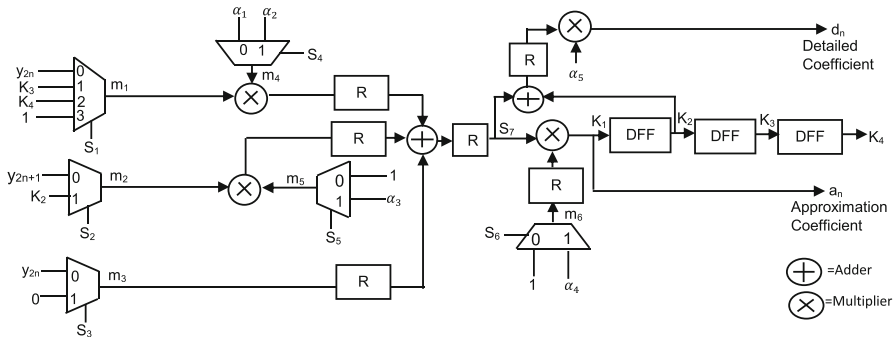 α₁ α₂
0 1 S₄
m₄
y₂ₙ 0
K₃ 1
K₄ 2
1 3
m₁
S₁
R
y₂ₙ₊₁ 0
K₂ 1
m₂
S₂
R
m₅ 0 1
1 α₃
S₅
y₂ₙ 0
0 1
m₃
S₃
R
R
S₇
R
α₅
dₙ
Detailed
Coefficient
K₁ DFF K₂ DFF K₃ DFF K₄
R
m₆
S₆ 0 1
1 α₄
aₙ
Approximation
Coefficient
=Adder
=Multiplier